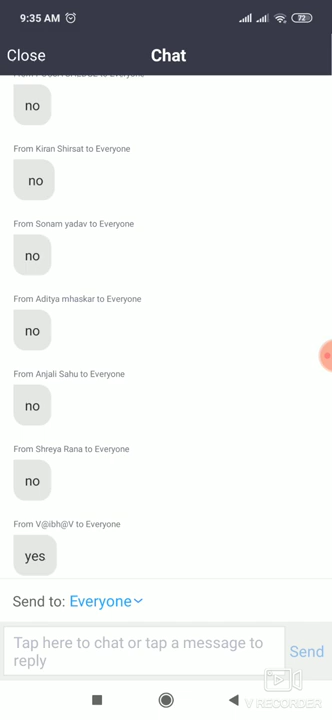 9:35 AM
72
Close
Chat
to Everyone
no
From Kiran Shirsat to Everyone
no
From Sonam yadav to Everyone
no
From Aditya mhaskar to Everyone
no
From Anjali Sahu to Everyone
no
From Shreya Rana to Everyone
no
From V@ibh@V to Everyone
yes
Send to: Everyone
Tap here to chat or tap a message to
reply
Send
V RECORDER